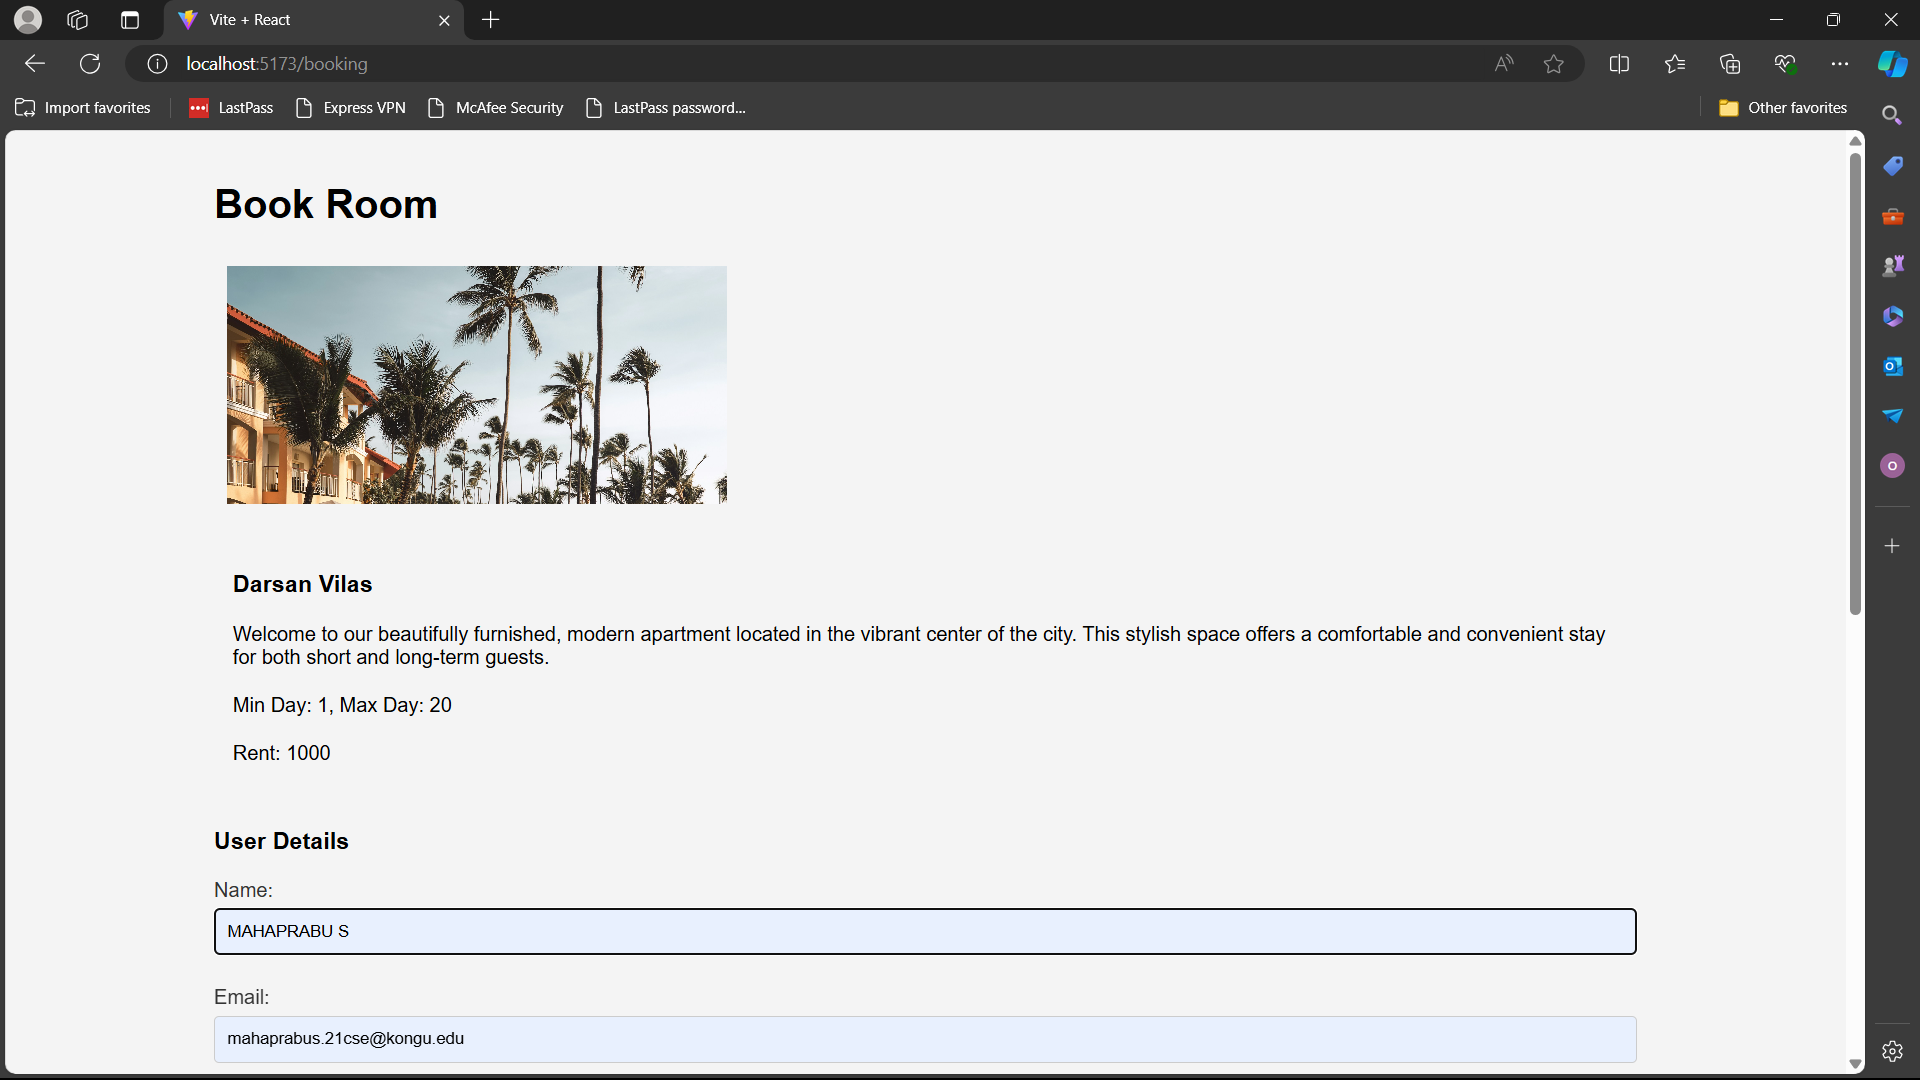 Vite + React
localhost:5173/booking
Import favorites
LastPass
Express VPN
McAfee Security
LastPass password...
Other favorites
Book Room
Darsan Vilas
Welcome to our beautifully furnished, modern apartment located in the vibrant center of the city. This stylish space offers a comfortable and convenient stay
for both short and long-term guests.
Min Day: 1, Max Day: 20
Rent: 1000
User Details
Name:
MAHAPRABU S
Email:
mahaprabus.21cse@kongu.edu
O